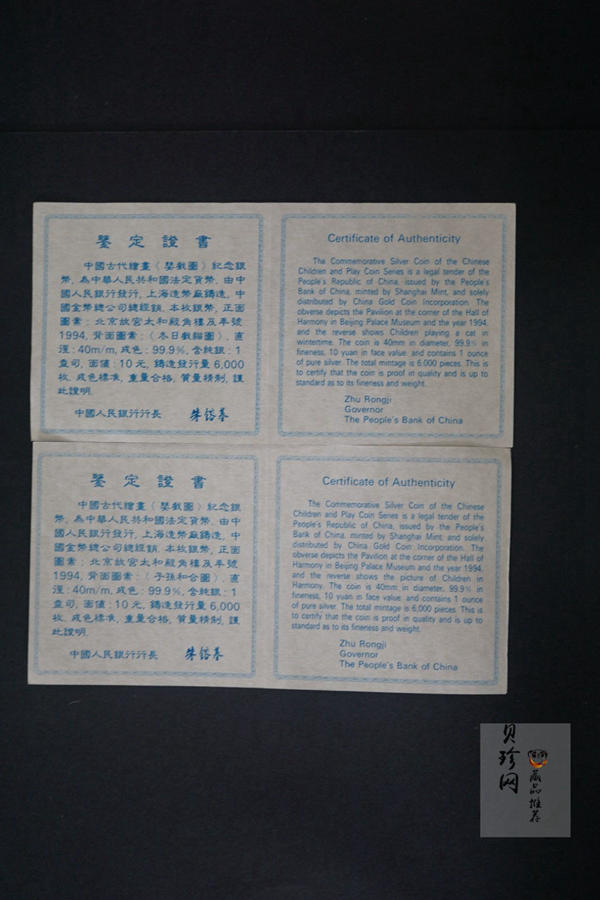 鑒定證書
中國古代繪畫《嬰戲圖》紀念銀
幣，為中華人民共和國法定貨幣，由中
國人民銀行發行，上海造幣廠鑄造，中
國金幣總公司總經銷，本枚銀幣，正面
圖案：北京故宮太和殿角樓及年號
1994，背面圖案：《冬日戲貓圖》，直
徑：40m/m，成色：99.9%，含純銀：1
盎司，面值：10元，鑄造發行量6,000
枚，成色標準，重量合格，質量精制，謹
此證明.
中國人民銀行行長 朱鎔基
Certificate of Authenticity
The Commemorative Silver Coin of the Chinese
Children and Play Coin Series is a legal tender of the
People's Republic of China, issued by the People's
Bank of China, minted by Shanghai Mint, and solely
distributed by China Gold Coin Incorporation. The
obverse depicts the Pavilion at the corner of the Hall of
Harmony in Beijing Palace Museum and the year 1994,
and the reverse shows Children playing a cat in
wintertime. The coin is 40mm in diameter, 99.9% in
fineness, 10 yuan in face value, and contains 1 ounce
of pure silver. The total mintage is 6,000 pieces. This is
to certify that the coin is proof in quality and is up to
standard as to its fineness and weight.
Zhu Rongji
Governor
The People's Bank of China
鑒定證書
中國古代繪畫《嬰戲圖》紀念銀
幣，為中華人民共和國法定貨幣，由中
國人民銀行發行，上海造幣廠鑄造，
中國金幣總公司總經銷，本枚銀幣，正面
圖案：北京故宮太和殿角樓及年號
1994，背面圖案：《子孫和合圖》，直
徑：40m/m，成色：99.9%，含純銀：1
盎司，面值：10元，鑄造發行量6,000
枚，成色標準，重量合格，質量精制，謹
此證明.
中國人民銀行行長 朱鎔基
Certificate of Authenticity
The Commemorative Silver Coin of the Chinese
Children and Play Coin Series is a legal tender of the
People's Republic of China, issued by the People's
Bank of China, minted by Shanghai Mint, and solely
distributed by China Gold Coin Incorporation. The
obverse depicts the Pavilion at the corner of the Hall of
Harmony in Beijing Palace Museum and the year 1994,
and the reverse shows the picture of Children in
Harmony. The coin is 40mm in diameter, 99.9% in
fineness, 10 yuan in face value, and contains 1 ounce
of pure silver. The total mintage is 6,000 pieces. This is
to certify that the coin is proof in quality and is up to
standard as to its fineness and weight.
Zhu Rongji
Governor
The People's Bank of China
贝珍网
藏品推荐